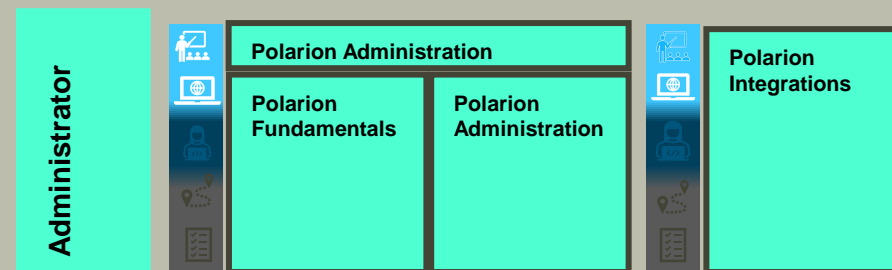 Administrator
Polarion Administration
Polarion
Fundamentals
Polarion
Administration
Polarion
Integrations